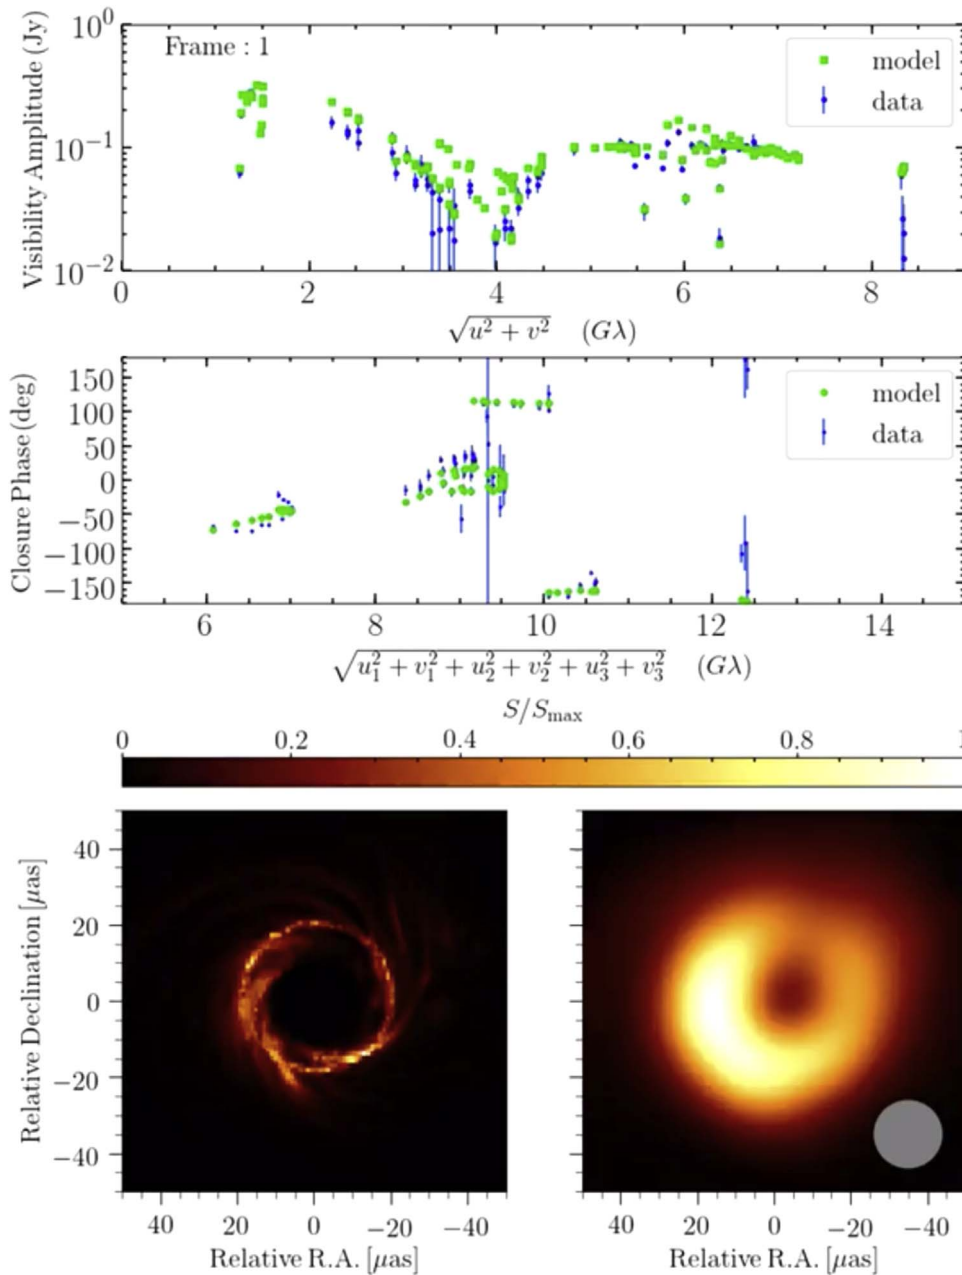 10^0
Visibility Amplitude (Jy)
Frame : 1
model
data
10^−1
10^−2
0 2 4 6 8
√u² + v² (Gλ)
Closure Phase(deg)
150
100
50
0
−50
−100
−150
model
data
6 8 10 12 14
√u₁² + v₁² + u₂² + v₂² + u₃² + v₃² (Gλ)
S/Smax
0 0.2 0.4 0.6 0.8
Relative Declination [μas]
40
20
0
−20
−40
40 20 0 −20 −40
Relative R.A. [μas]
40 20 0 −20 −40
Relative R.A. [μas]